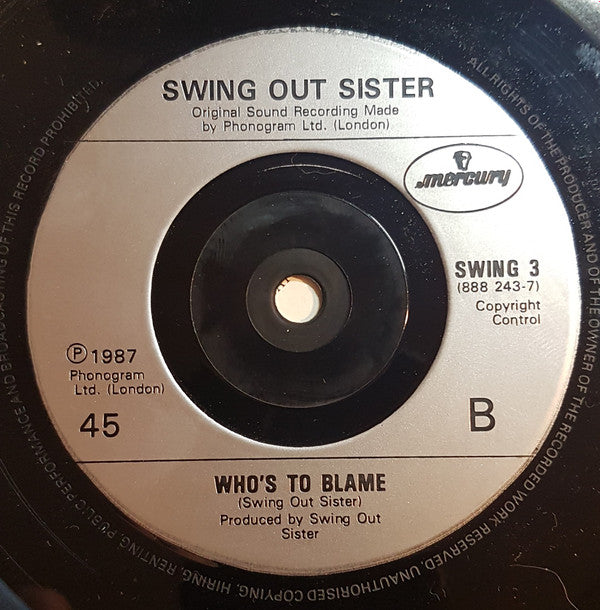 SWING OUT SISTER
Original Sound Recording Made
by Phonogram Ltd. (London)
mercury
SWING 3
(888 243-7)
Copyright
Control
℗ 1987
Phonogram
Ltd. (London)
45
B
WHO'S TO BLAME
(Swing Out Sister)
Produced by Swing Out
Sister
ALL RIGHTS OF THE PRODUCER AND OF THE OWNER OF THE RECORDED WORK RESERVED. UNAUTHORISED COPYING, HIRING, RENTING, PUBLIC PERFORMANCE AND BROADCASTING OF THIS RECORD PROHIBITED.